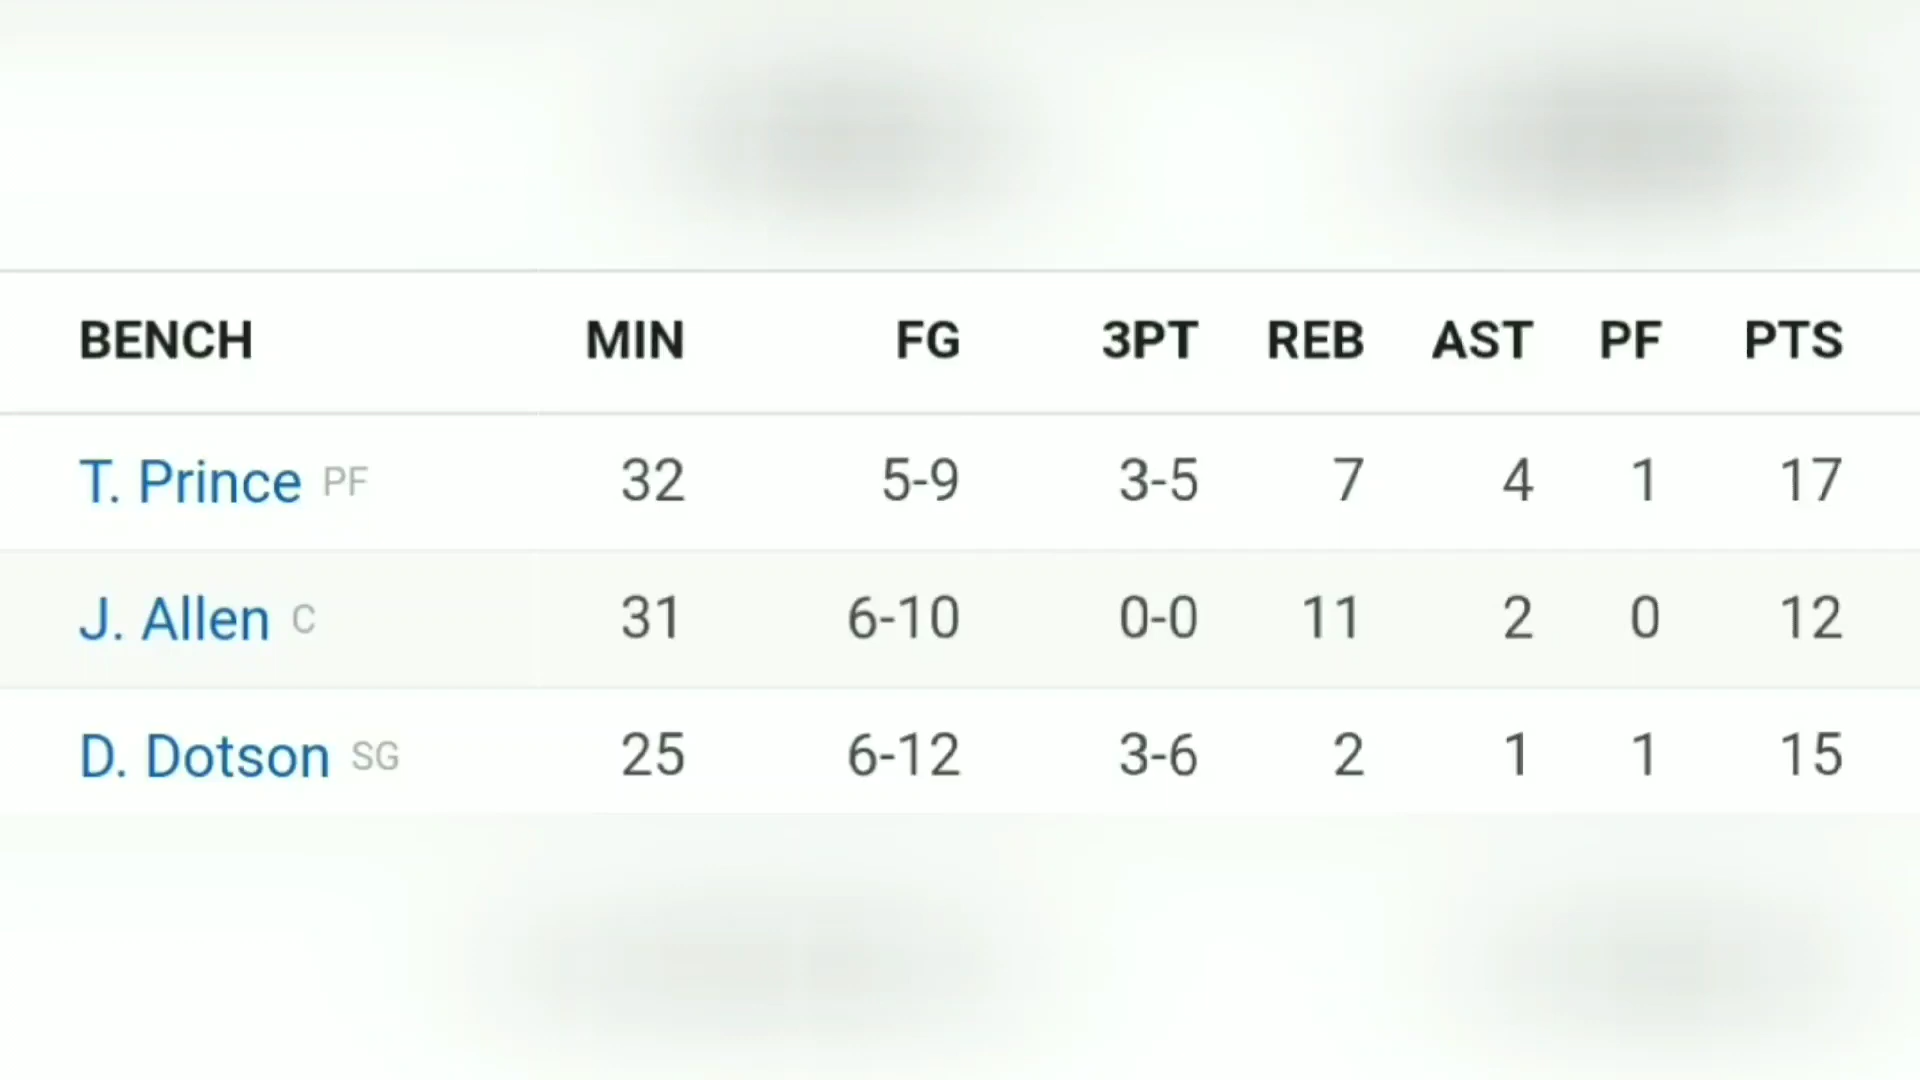 BENCH MIN FG 3PT REB AST PF PTS
T. Prince PF 32 5-9 3-5 7 4 1 17
J. Allen C 31 6-10 0-0 11 2 0 12
D. Dotson SG 25 6-12 3-6 2 1 1 15